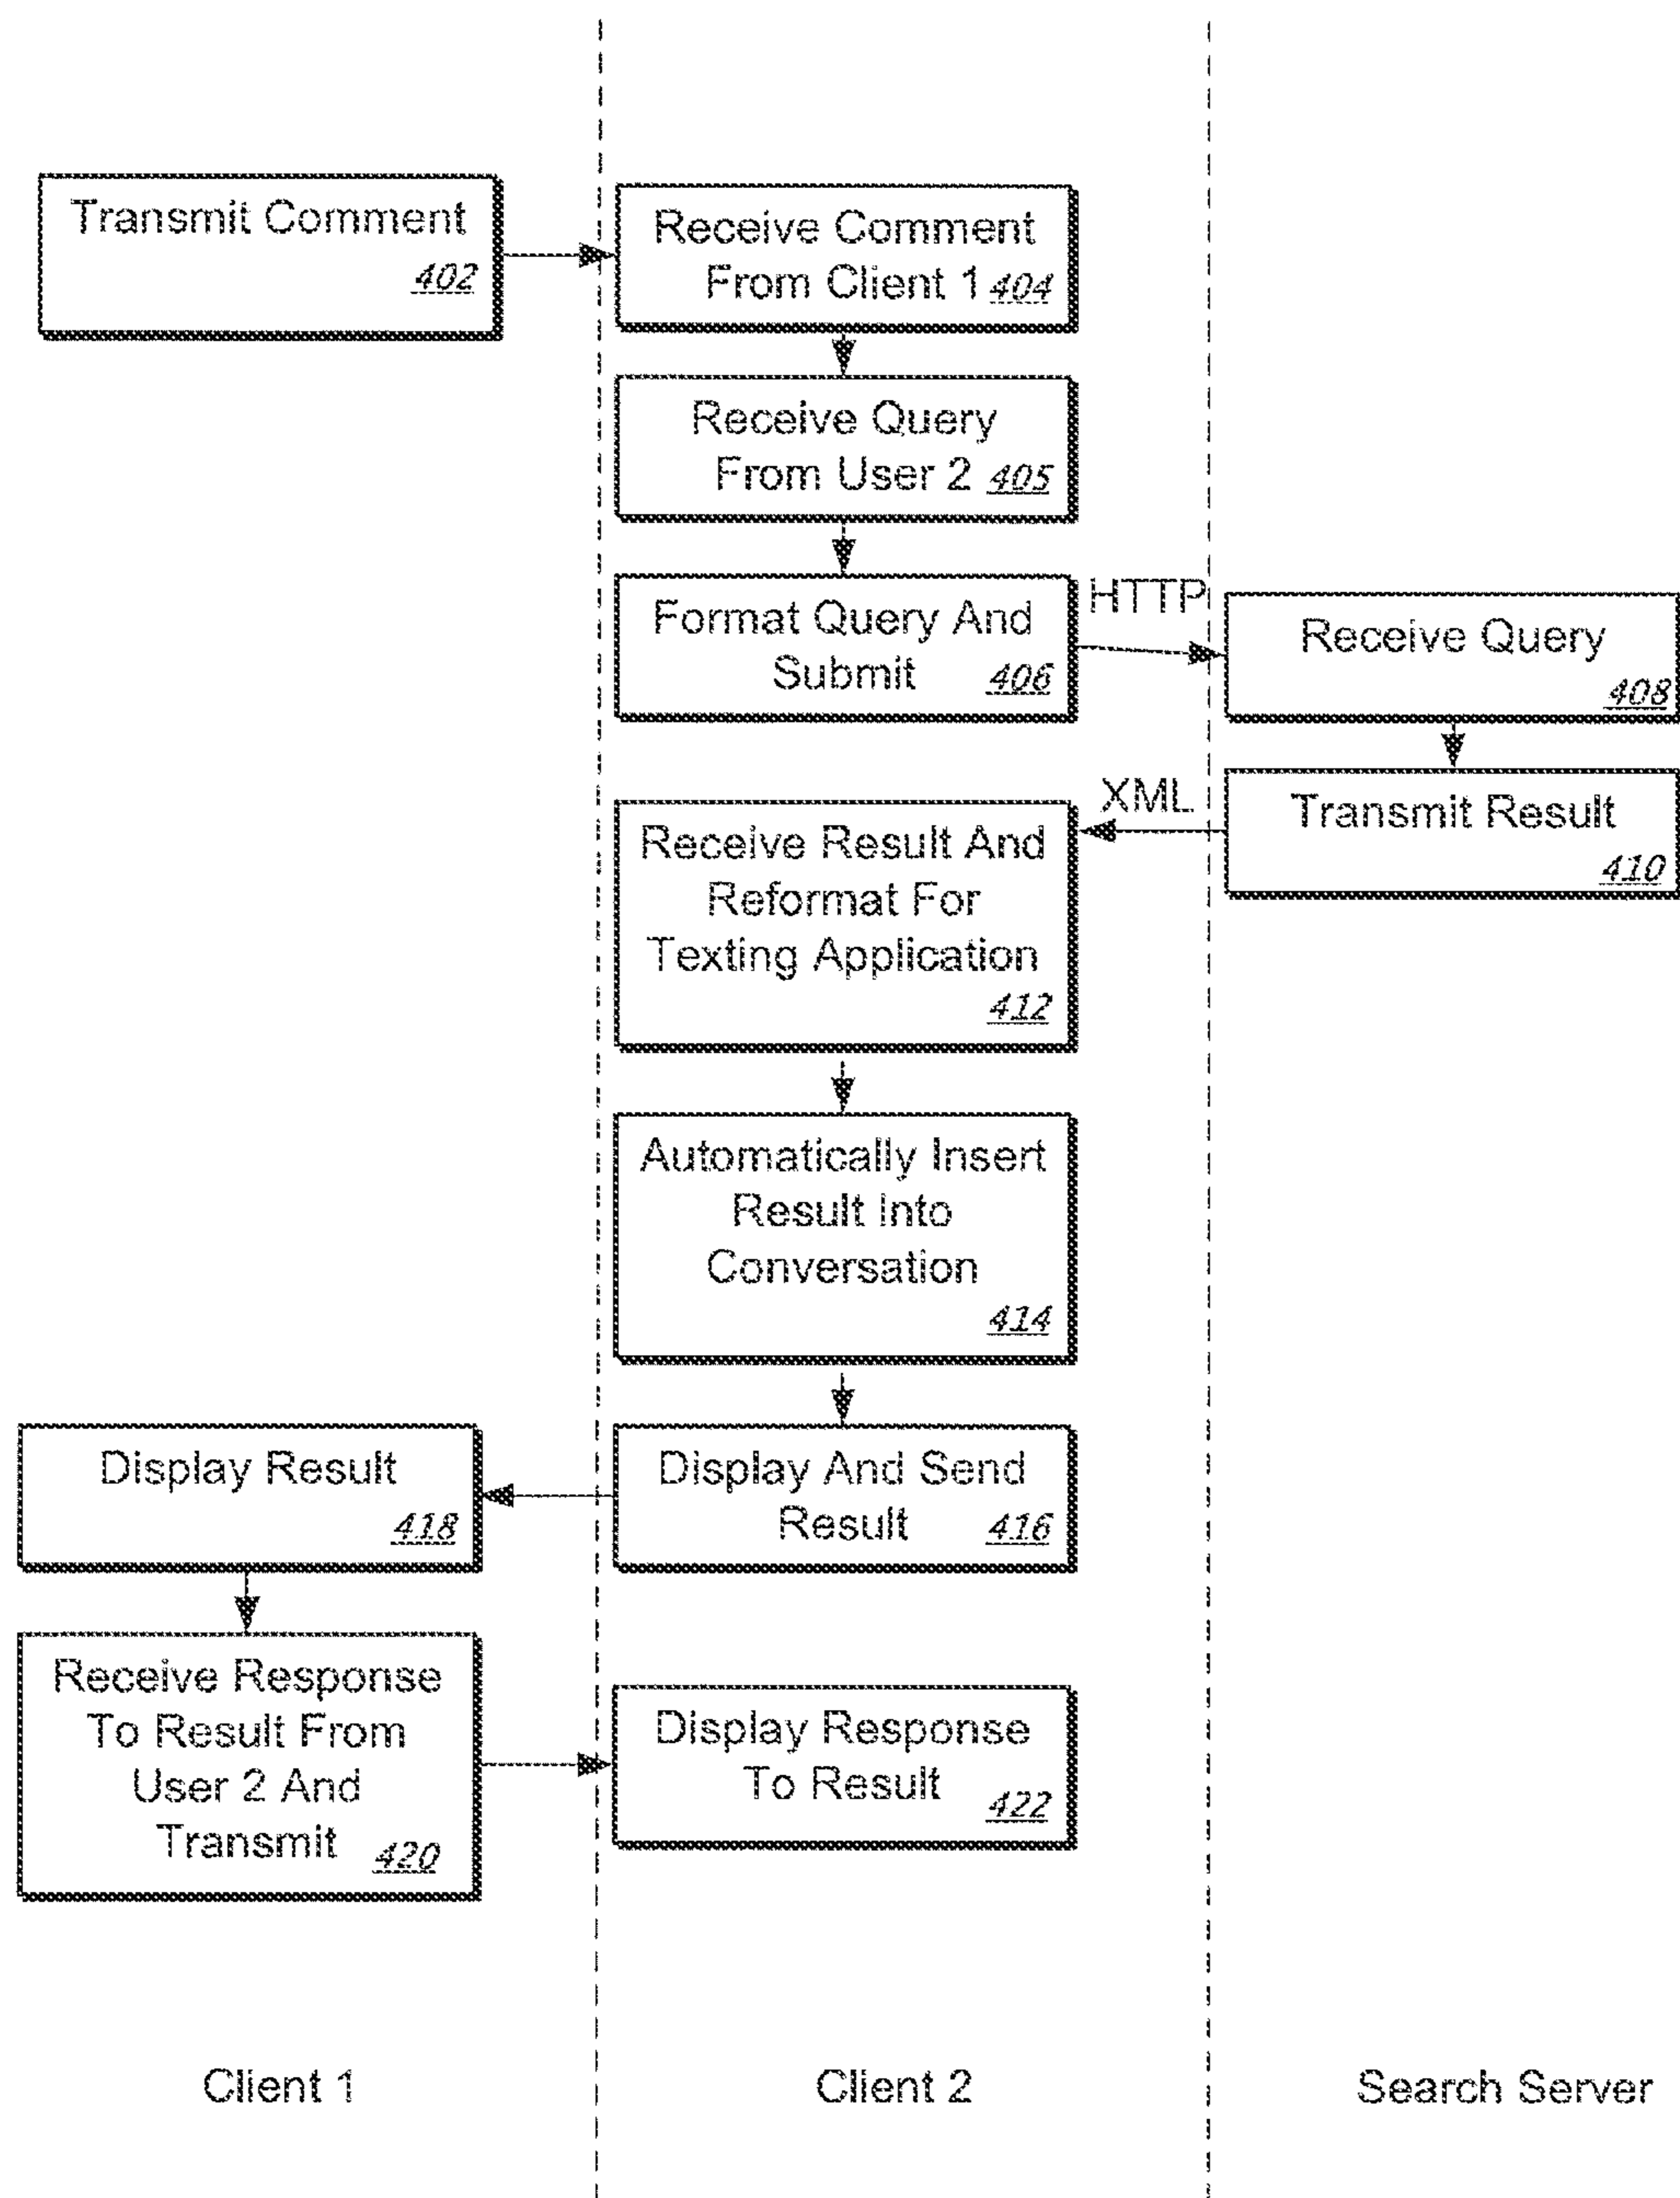 Transmit Comment
402
Receive Comment
From Client 1 404
Receive Query
From User 2 405
Format Query And
Submit 406
HTTP
Receive Query
408
XML
Transmit Result
410
Receive Result And
Reformat For
Texting Application
412
Automatically Insert
Result Into
Conversation
414
Display And Send
Result 416
Display Result
418
Receive Response
To Result From
User 2 And
Transmit 420
Display Response
To Result 422
Client 1
Client 2
Search Server